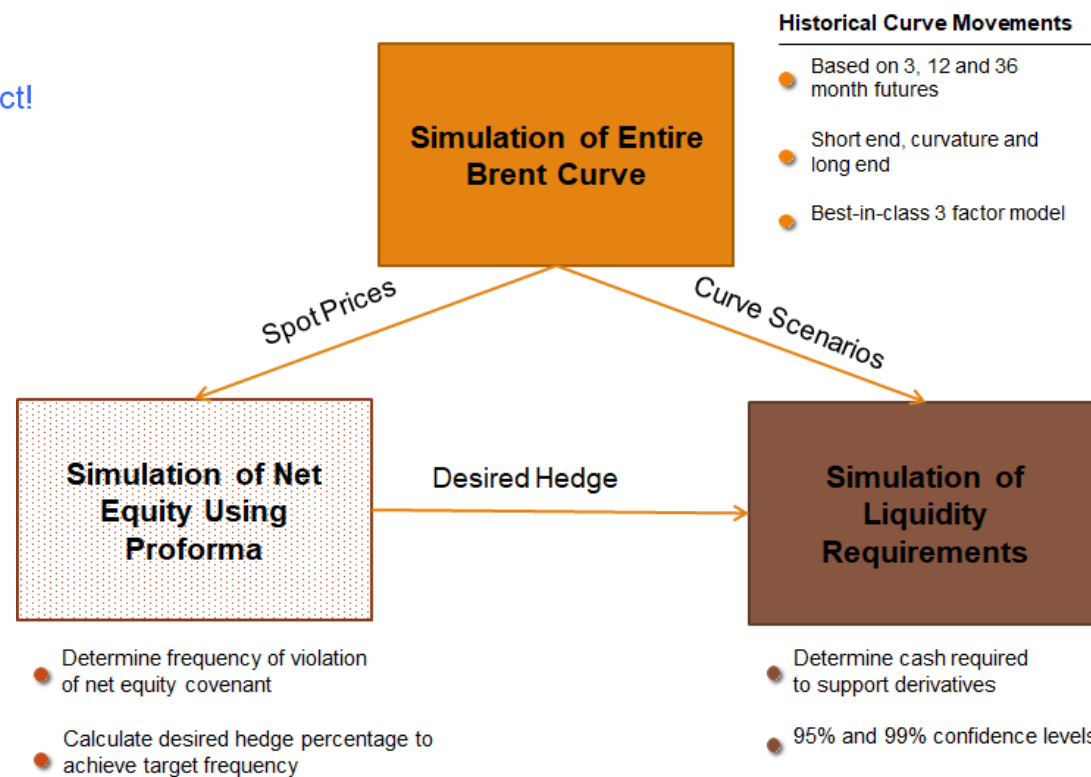 Historical Curve Movements
ct!
Based on 3, 12 and 36
month futures
Simulation of Entire
Brent Curve
Short end, curvature and
long end
Best-in-class 3 factor model
Spot Prices
Curve Scenarios
Simulation of Net
Equity Using
Proforma
Desired Hedge
Simulation of
Liquidity
Requirements
Determine frequency of violation
of net equity covenant
Calculate desired hedge percentage to
achieve target frequency
Determine cash required
to support derivatives
95% and 99% confidence levels